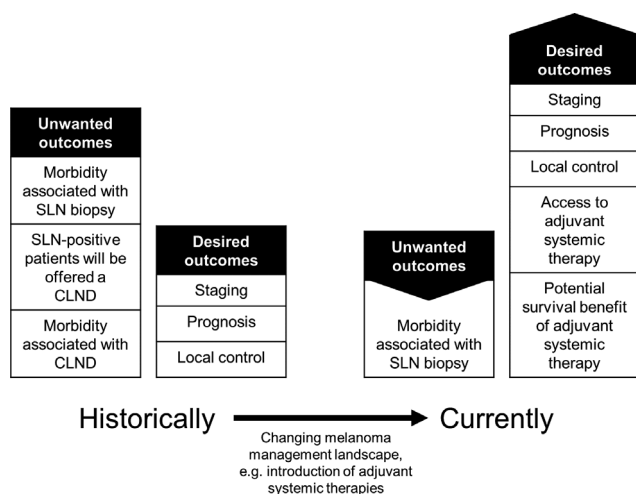 Unwanted
outcomes
Morbidity
associated with
SLN biopsy
SLN-positive
patients will be
offered a
CLND
Morbidity
associated with
CLND
Desired
outcomes
Staging
Prognosis
Local control
Unwanted
outcomes
Morbidity
associated with
SLN biopsy
Desired
outcomes
Staging
Prognosis
Local control
Access to
adjuvant
systemic
therapy
Potential
survival benefit
of adjuvant
systemic
therapy
Historically
Currently
Changing melanoma
management landscape,
e.g. introduction of adjuvant
systemic therapies